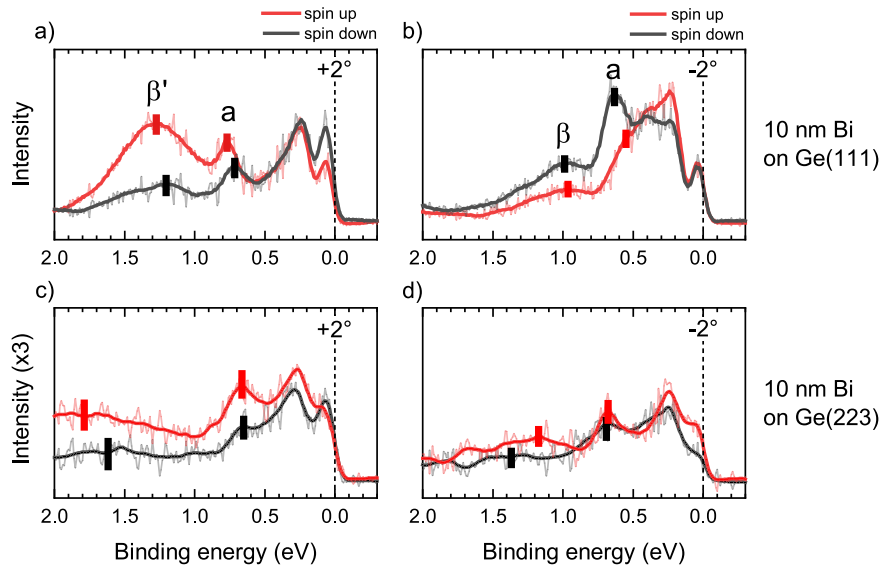 spin up
spin down
spin up
spin down
a)
b)
+2°
-2°
β'
a
a
β
Intensity
10 nm Bi
on Ge(111)
2.0 1.5 1.0 0.5 0.0
2.0 1.5 1.0 0.5 0.0
c)
d)
+2°
-2°
Intensity (x3)
10 nm Bi
on Ge(223)
2.0 1.5 1.0 0.5 0.0
2.0 1.5 1.0 0.5 0.0
Binding energy (eV)
Binding energy (eV)